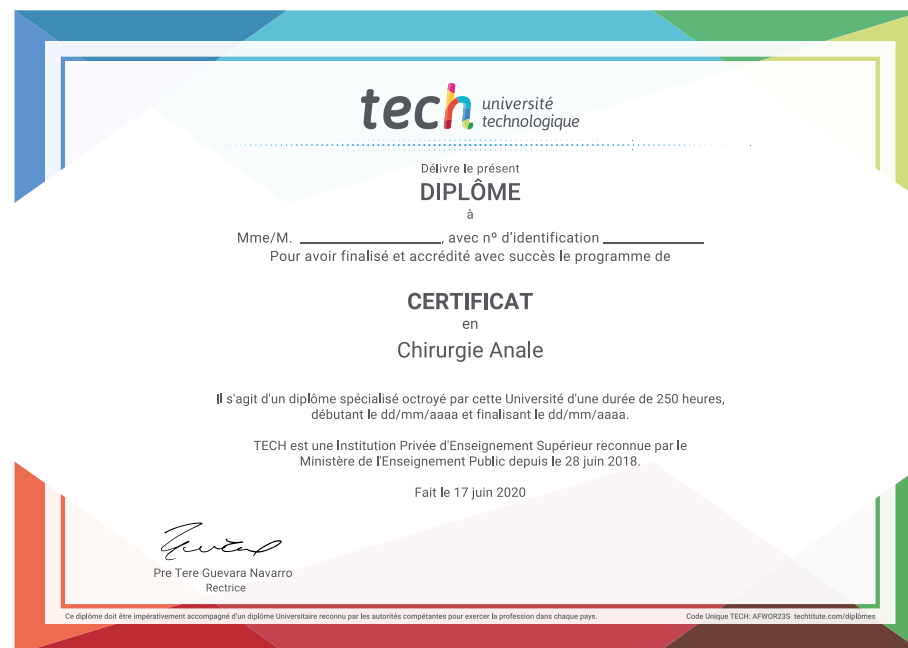 tech université
technologique
Délivre le présent
DIPLÔME
à
Mme/M. ____________________, avec nº d'identification ______________
Pour avoir finalisé et accrédité avec succès le programme de
CERTIFICAT
en
Chirurgie Anale
Il s'agit d'un diplôme spécialisé octroyé par cette Université d'une durée de 250 heures,
débutant le dd/mm/aaaa et finalisant le dd/mm/aaaa.
TECH est une Institution Privée d'Enseignement Supérieur reconnue par le
Ministère de l'Enseignement Public depuis le 28 juin 2018.
Fait le 17 juin 2020
Pre Tere Guevara Navarro
Rectrice
Ce diplôme doit être impérativement accompagné d'un diplôme Universitaire reconnu par les autorités compétantes pour exercer la profession dans chaque pays.
Code Unique TECH: AFWOR23S techtitute.com/diplômes